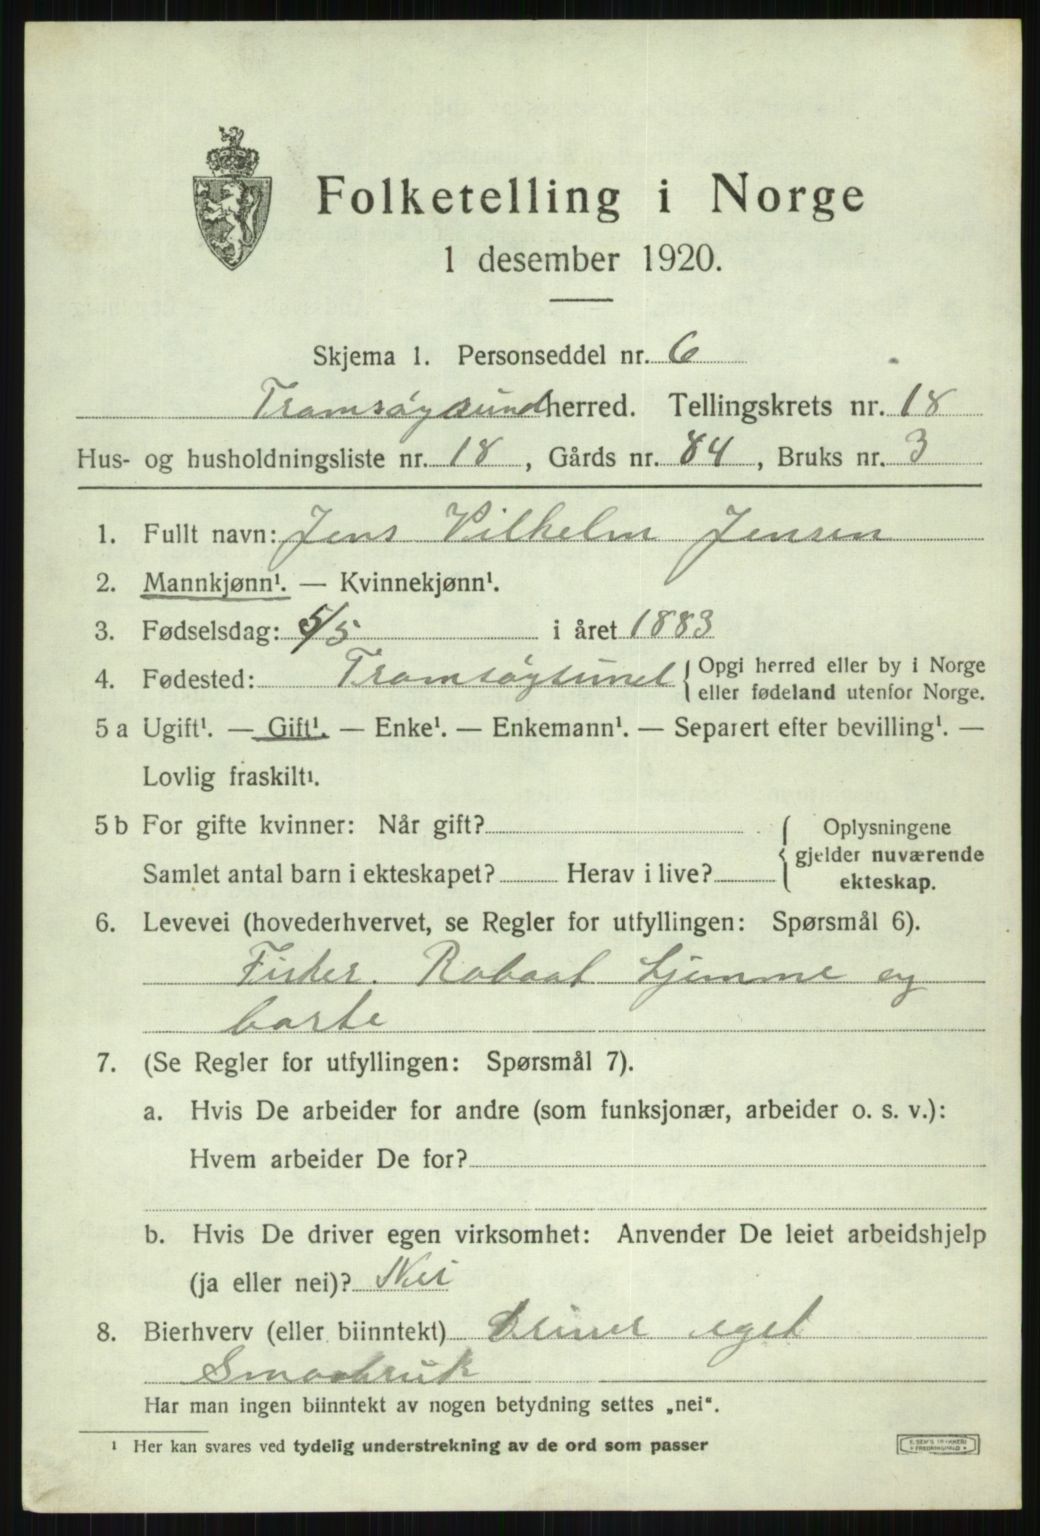 Folketelling i Norge
1 desember 1920.
Skjema 1. Personseddel nr. 6
Tromsøysund herred. Tellingskrets nr. 18
Hus- og husholdningsliste nr. 18, Gårds nr. 84, Bruks nr. 3
1. Fullt navn: Jens Vilhelm Jensen
2. Mannkjønn¹. — Kvinnekjønn¹.
3. Fødselsdag: 5/5 i året 1883
4. Fødested: Tromsøysund { Opgi herred eller by i Norge
eller fødeland utenfor Norge.
5 a Ugift¹. — Gift¹. — Enke¹. — Enkemann¹. — Separert efter bevilling¹. —
Lovlig fraskilt¹.
5 b For gifte kvinner: Når gift?
Samlet antal barn i ekteskapet? Herav i live?
{ Oplysningene
gjelder nuværende
ekteskap.
6. Levevei (hovederhvervet, se Regler for utfyllingen: Spørsmål 6).
Fisker. Robaat hjemme og
borte
7. (Se Regler for utfyllingen: Spørsmål 7).
a. Hvis De arbeider for andre (som funksjonær, arbeider o. s. v.):
Hvem arbeider De for?
b. Hvis De driver egen virksomhet: Anvender De leiet arbeidshjelp
(ja eller nei)? Nei
8. Bierhverv (eller biinntekt) Driver eget
Smaabruk
Har man ingen biinntekt av nogen betydning settes „nei".
¹ Her kan svares ved tydelig understrekning av de ord som passer